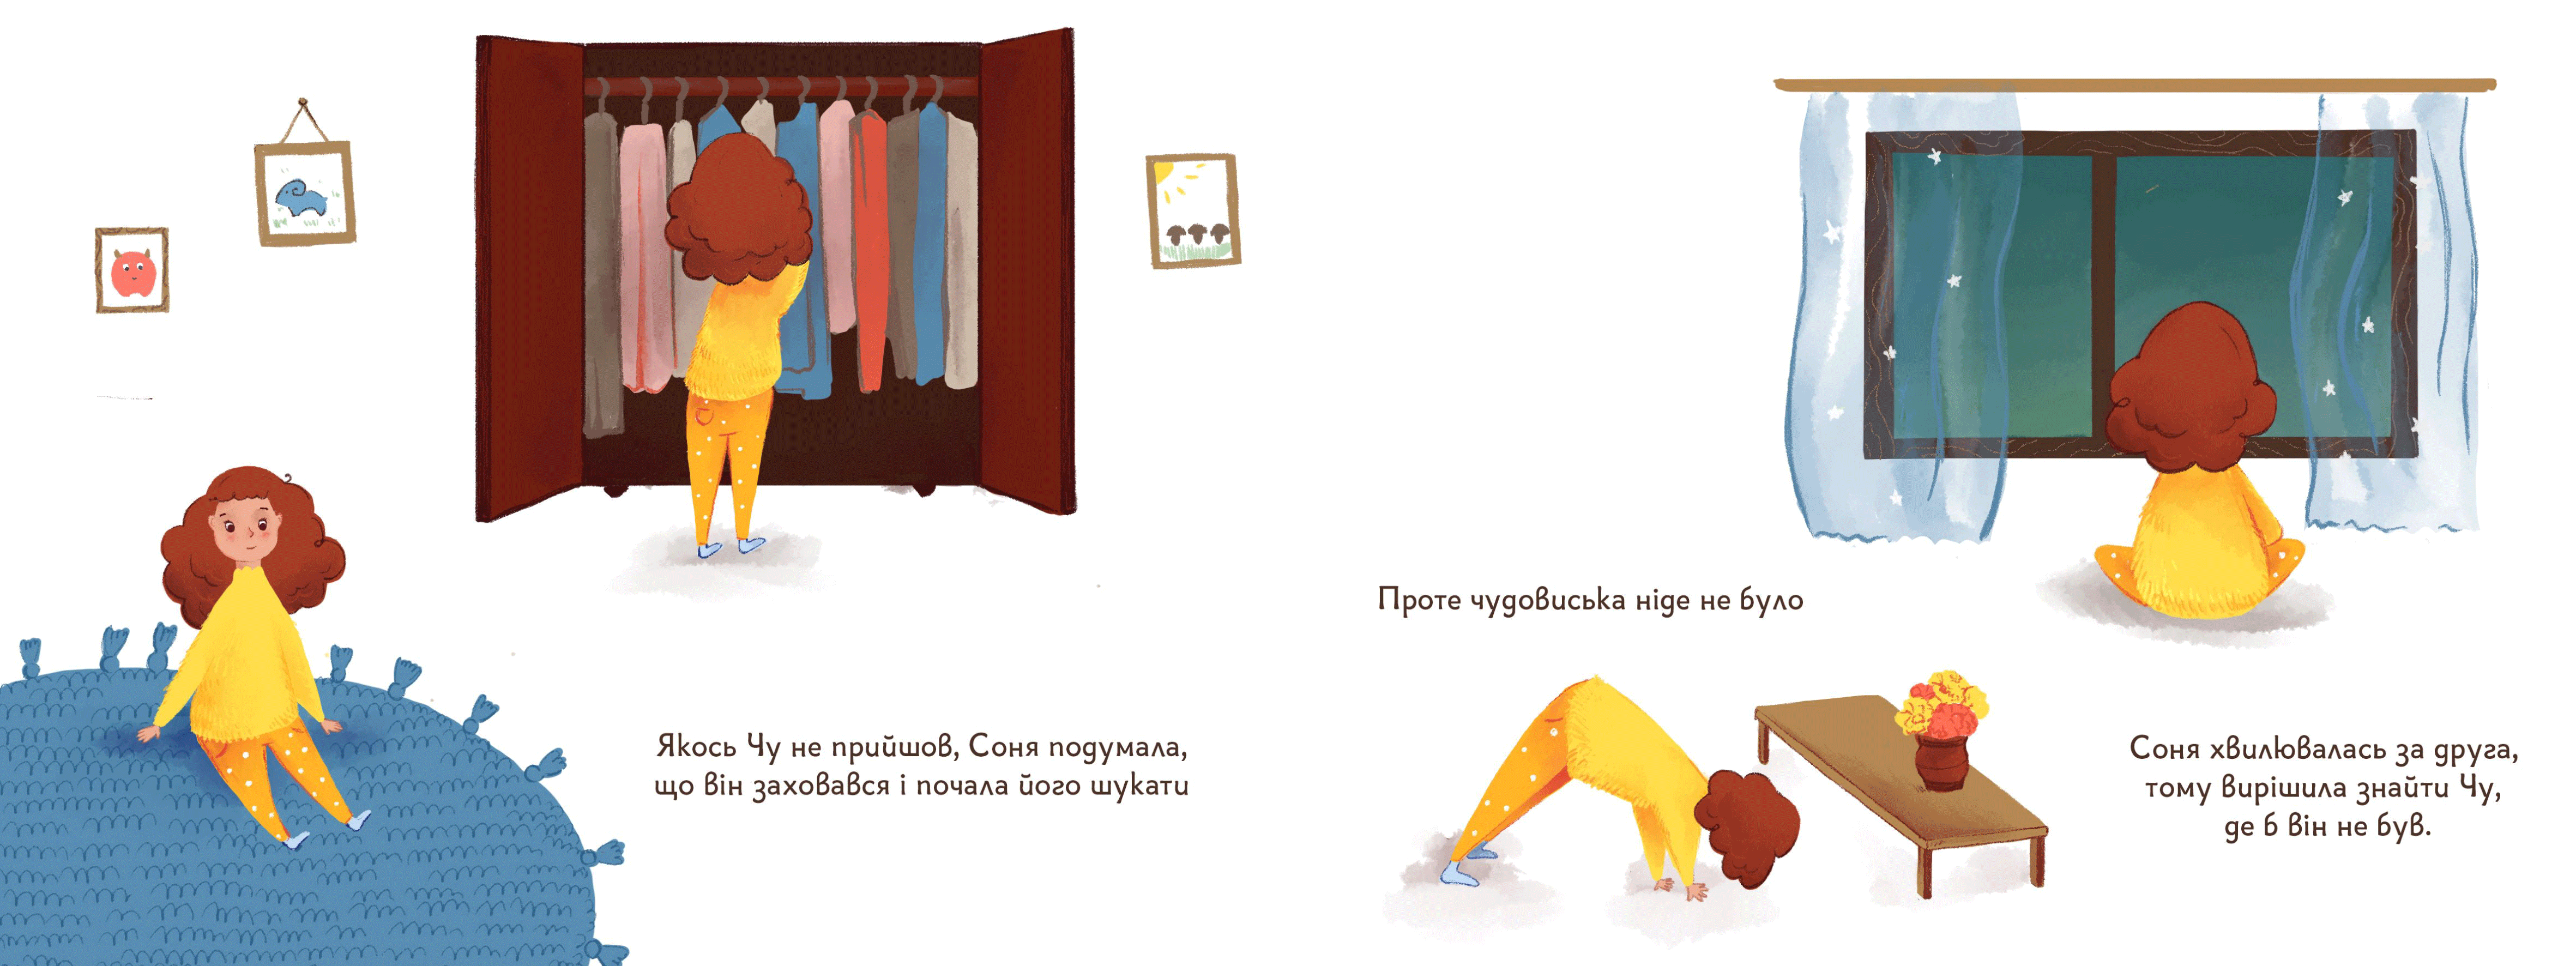 Якось Чу не прийшов, Соня подумала,
що він заховався і почала його шукати
Проте чудовиська ніде не було
Соня хвилювалась за друга,
тому вирішила знайти Чу,
де б він не був.